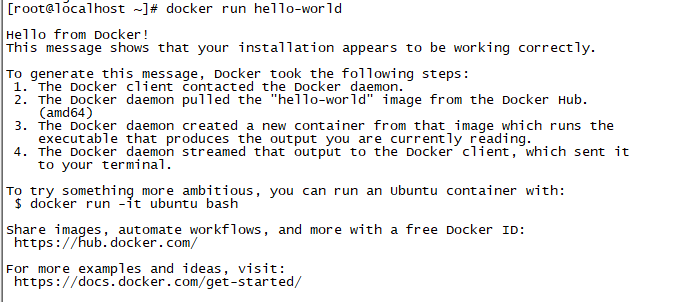 [root@localhost ~]# docker run hello-world
Hello from Docker!
This message shows that your installation appears to be working correctly.
To generate this message, Docker took the following steps:
1. The Docker client contacted the Docker daemon.
2. The Docker daemon pulled the "hello-world" image from the Docker Hub.
(amd64)
3. The Docker daemon created a new container from that image which runs the
executable that produces the output you are currently reading.
4. The Docker daemon streamed that output to the Docker client, which sent it
to your terminal.
To try something more ambitious, you can run an Ubuntu container with:
$ docker run -it ubuntu bash
Share images, automate workflows, and more with a free Docker ID:
https://hub.docker.com/
For more examples and ideas, visit:
https://docs.docker.com/get-started/